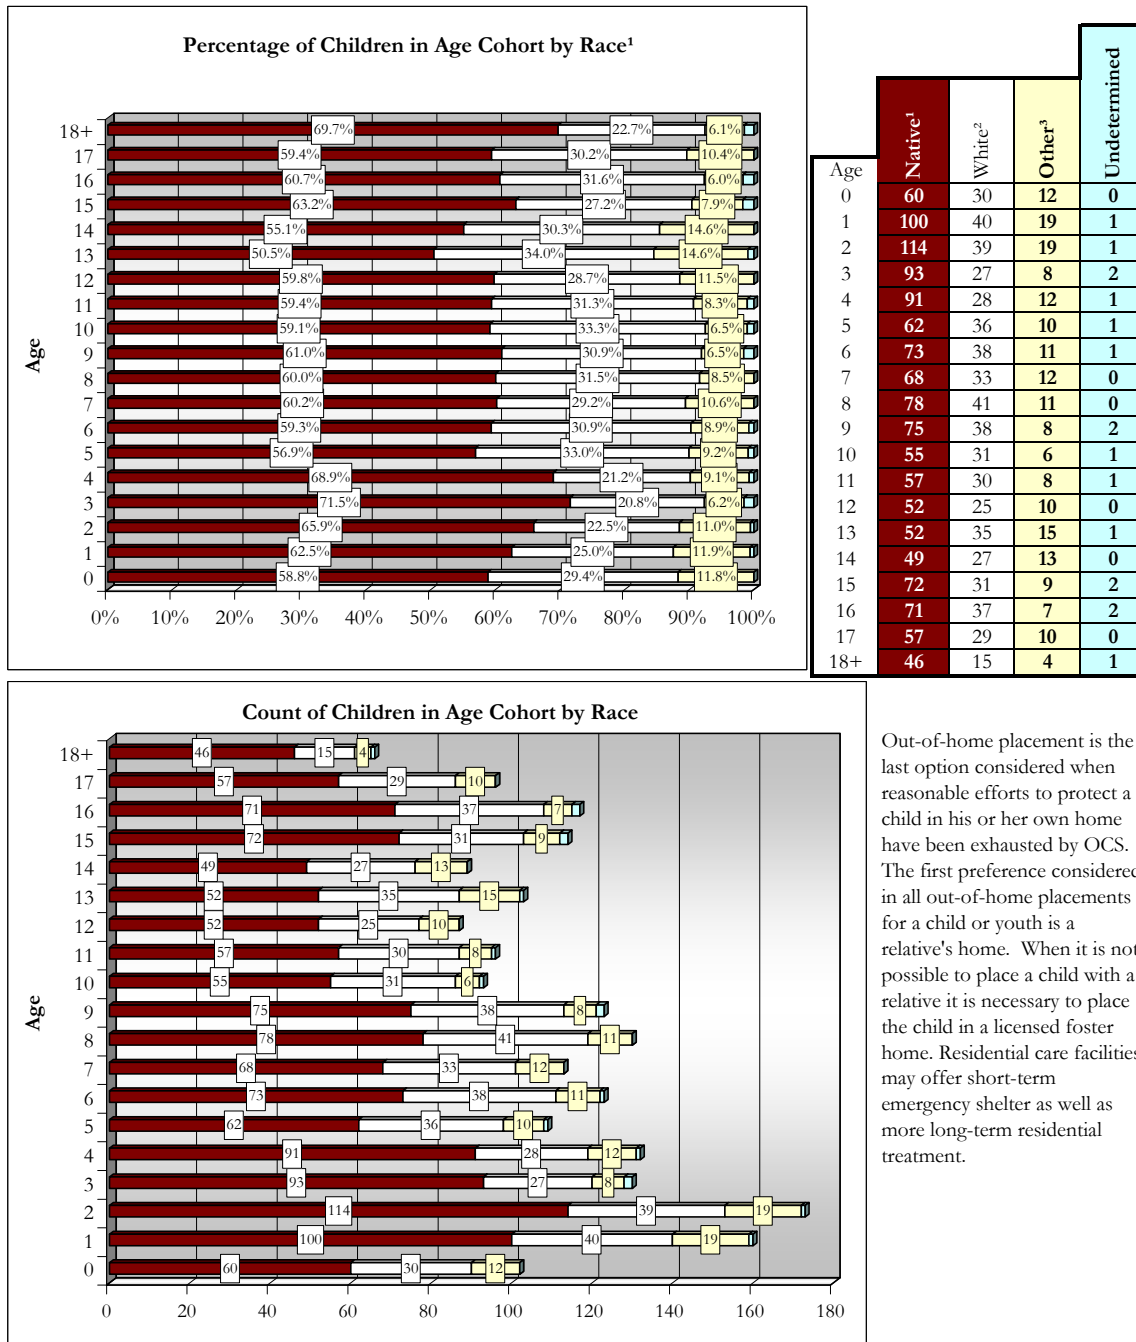 Percentage of Children in Age Cohort by Race¹
Age
18+ 69.7% 22.7% 6.1%
17 59.4% 30.2% 10.4%
16 60.7% 31.6% 6.0%
15 63.2% 27.2% 7.9%
14 55.1% 30.3% 14.6%
13 50.5% 34.0% 14.6%
12 59.8% 28.7% 11.5%
11 59.4% 31.3% 8.3%
10 59.1% 33.3% 6.5%
9 61.0% 30.9% 6.5%
8 60.0% 31.5% 8.5%
7 60.2% 29.2% 10.6%
6 59.3% 30.9% 8.9%
5 56.9% 33.0% 9.2%
4 68.9% 21.2% 9.1%
3 71.5% 20.8% 6.2%
2 65.9% 22.5% 11.0%
1 62.5% 25.0% 11.9%
0 58.8% 29.4% 11.8%
0% 10% 20% 30% 40% 50% 60% 70% 80% 90% 100%
Age Native¹ White² Other³ Undetermined
0 60 30 12 0
1 100 40 19 1
2 114 39 19 1
3 93 27 8 2
4 91 28 12 1
5 62 36 10 1
6 73 38 11 1
7 68 33 12 0
8 78 41 11 0
9 75 38 8 2
10 55 31 6 1
11 57 30 8 1
12 52 25 10 0
13 52 35 15 1
14 49 27 13 0
15 72 31 9 2
16 71 37 7 2
17 57 29 10 0
18+ 46 15 4 1
Count of Children in Age Cohort by Race
Age
18+ 46 15 4
17 57 29 10
16 71 37 7
15 72 31 9
14 49 27 13
13 52 35 15
12 52 25 10
11 57 30 8
10 55 31 6
9 75 38 8
8 78 41 11
7 68 33 12
6 73 38 11
5 62 36 10
4 91 28 12
3 93 27 8
2 114 39 19
1 100 40 19
0 60 30 12
0 20 40 60 80 100 120 140 160 180
Out-of-home placement is the
last option considered when
reasonable efforts to protect a
child in his or her own home
have been exhausted by OCS.
The first preference considered
in all out-of-home placements
for a child or youth is a
relative's home. When it is not
possible to place a child with a
relative it is necessary to place
the child in a licensed foster
home. Residential care facilities
may offer short-term
emergency shelter as well as
more long-term residential
treatment.